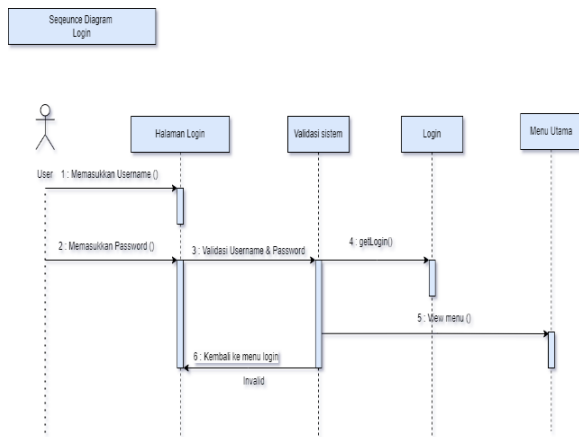 Seqeunce Diagram
Login
Halaman Login
Validasi sistem
Login
Menu Utama
User
1 : Memasukkan Username ()
2 : Memasukkan Password ()
3 : Validasi Username & Password
4 : getLogin()
5 : View menu ()
6 : Kembali ke menu login
Invalid